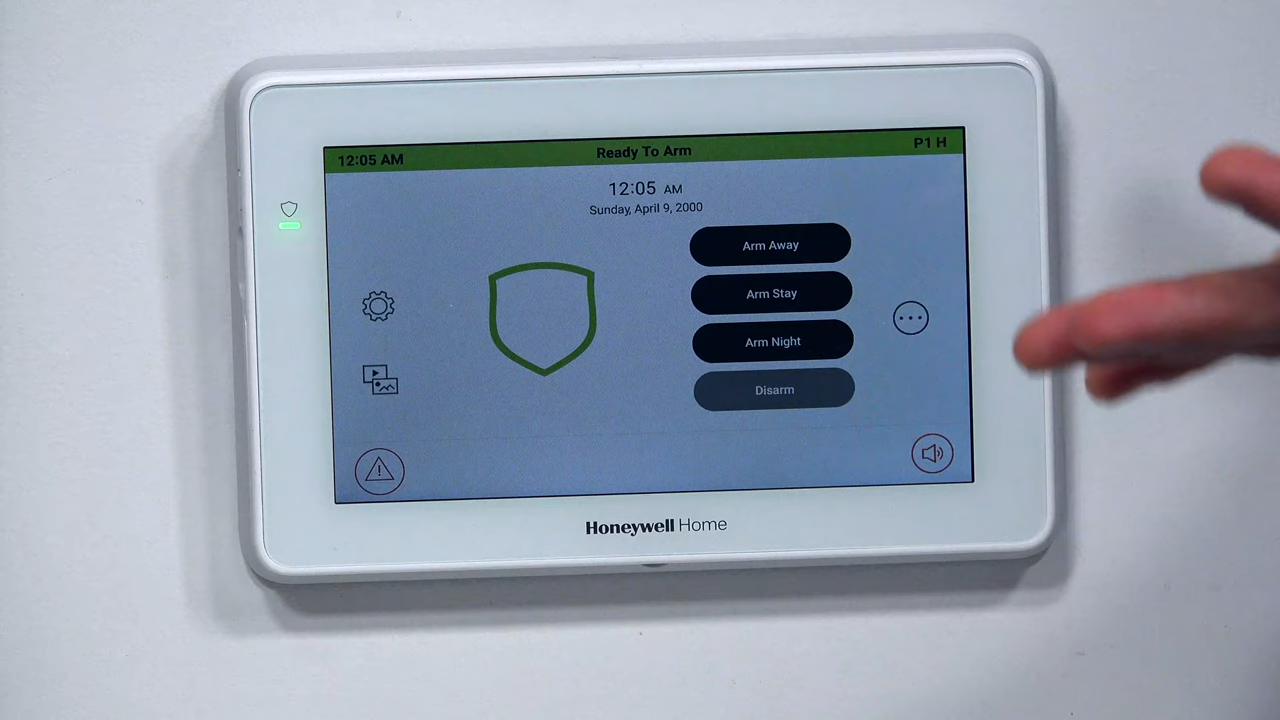 12:05 AM
Ready To Arm
P1 H
12:05 AM
Sunday, April 9, 2000
Arm Away
Arm Stay
Arm Night
Disarm
Honeywell Home